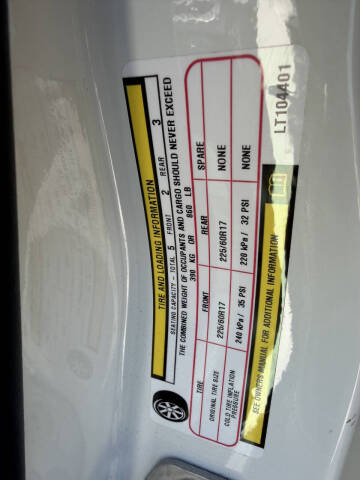 TIRE AND LOADING INFORMATION
SEATING CAPACITY - TOTAL 5 FRONT 2 REAR 3
THE COMBINED WEIGHT OF OCCUPANTS AND CARGO SHOULD NEVER EXCEED
390 KG OR 860 LB
TIRE FRONT REAR SPARE
ORIGINAL TIRE SIZE 225/60R17 225/60R17 NONE
COLD TIRE INFLATION PRESSURE 240 kPa / 35 PSI 220 kPa / 32 PSI NONE
SEE OWNERS MANUAL FOR ADDITIONAL INFORMATION
LT104401